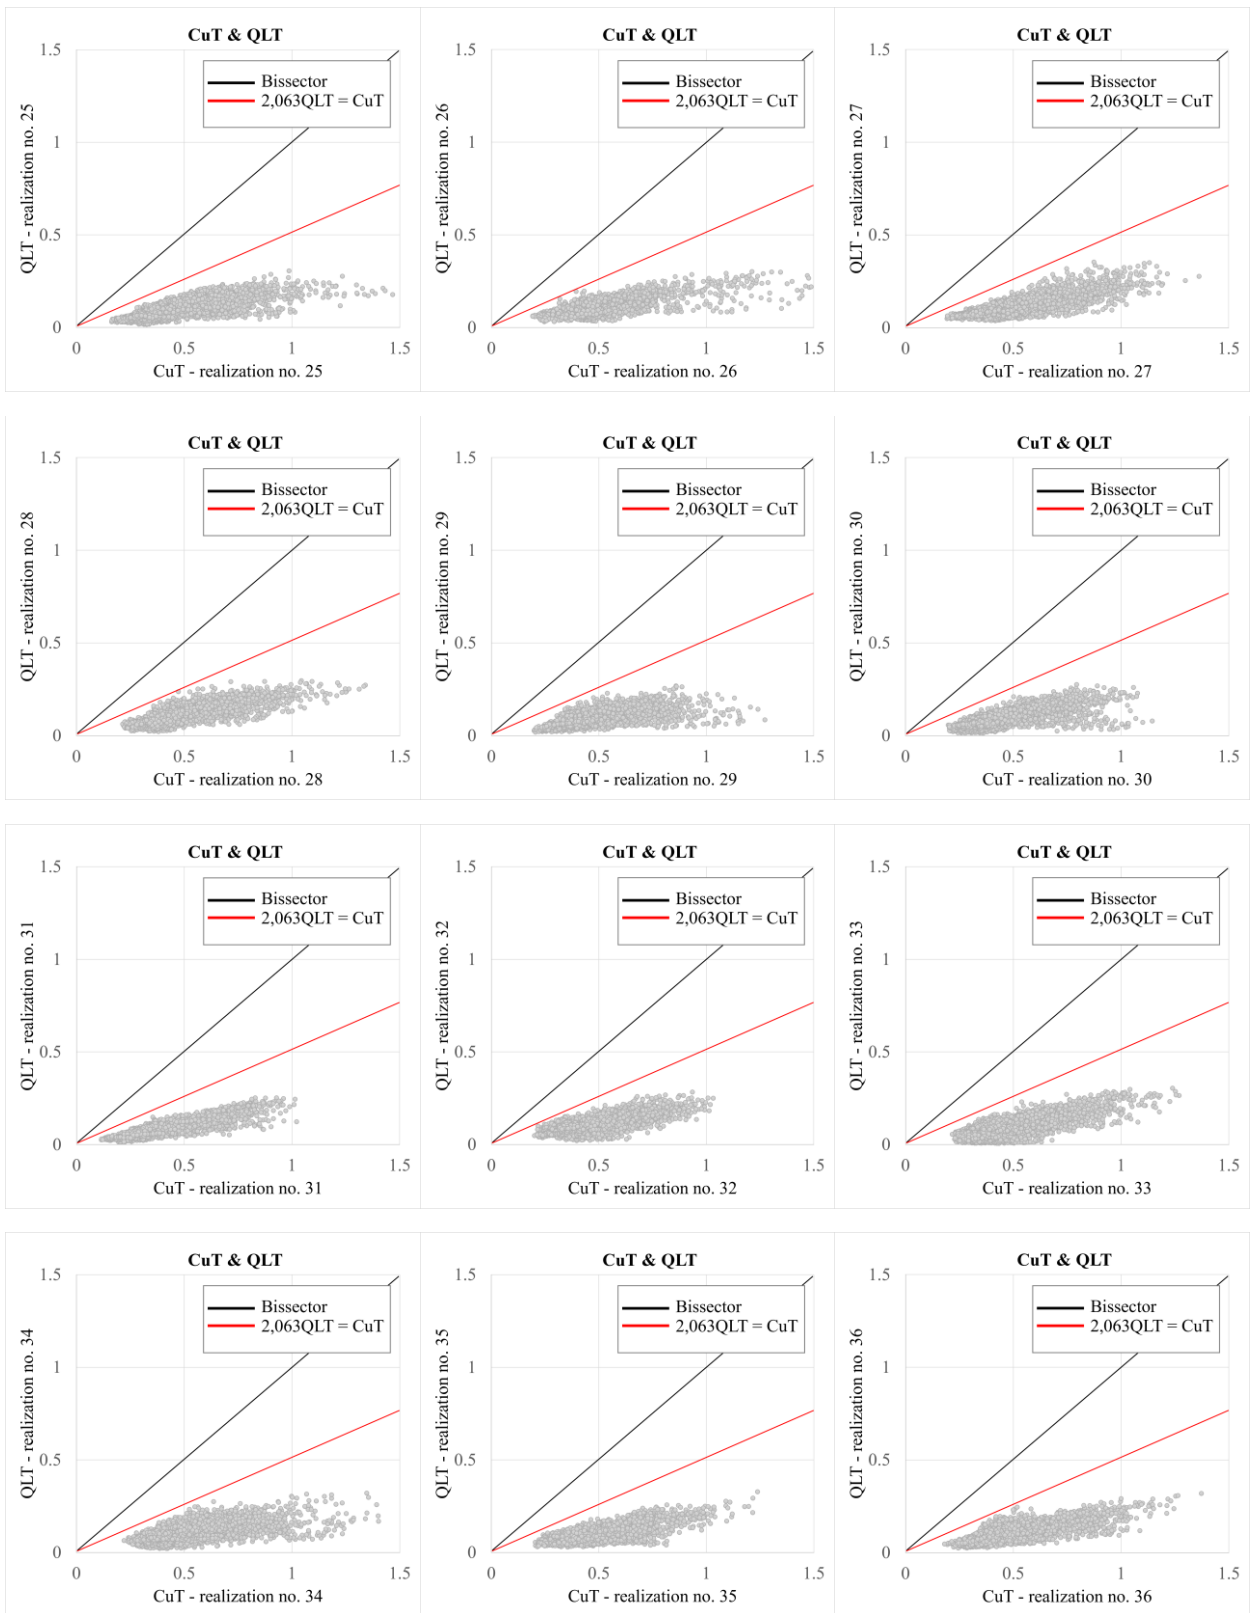 CuT & QLT
1.5
Bissector
2,063QLT = CuT
1
0.5
0
QLT - realization no. 25
0 0.5 1 1.5
CuT - realization no. 25
CuT & QLT
1.5
Bissector
2,063QLT = CuT
1
0.5
0
QLT - realization no. 26
0 0.5 1 1.5
CuT - realization no. 26
CuT & QLT
1.5
Bissector
2,063QLT = CuT
1
0.5
0
QLT - realization no. 27
0 0.5 1 1.5
CuT - realization no. 27
CuT & QLT
1.5
Bissector
2,063QLT = CuT
1
0.5
0
QLT - realization no. 28
0 0.5 1 1.5
CuT - realization no. 28
CuT & QLT
1.5
Bissector
2,063QLT = CuT
1
0.5
0
QLT - realization no. 29
0 0.5 1 1.5
CuT - realization no. 29
CuT & QLT
1.5
Bissector
2,063QLT = CuT
1
0.5
0
QLT - realization no. 30
0 0.5 1 1.5
CuT - realization no. 30
CuT & QLT
1.5
Bissector
2,063QLT = CuT
1
0.5
0
QLT - realization no. 31
0 0.5 1 1.5
CuT - realization no. 31
CuT & QLT
1.5
Bissector
2,063QLT = CuT
1
0.5
0
QLT - realization no. 32
0 0.5 1 1.5
CuT - realization no. 32
CuT & QLT
1.5
Bissector
2,063QLT = CuT
1
0.5
0
QLT - realization no. 33
0 0.5 1 1.5
CuT - realization no. 33
CuT & QLT
1.5
Bissector
2,063QLT = CuT
1
0.5
0
QLT - realization no. 34
0 0.5 1 1.5
CuT - realization no. 34
CuT & QLT
1.5
Bissector
2,063QLT = CuT
1
0.5
0
QLT - realization no. 35
0 0.5 1 1.5
CuT - realization no. 35
CuT & QLT
1.5
Bissector
2,063QLT = CuT
1
0.5
0
QLT - realization no. 36
0 0.5 1 1.5
CuT - realization no. 36